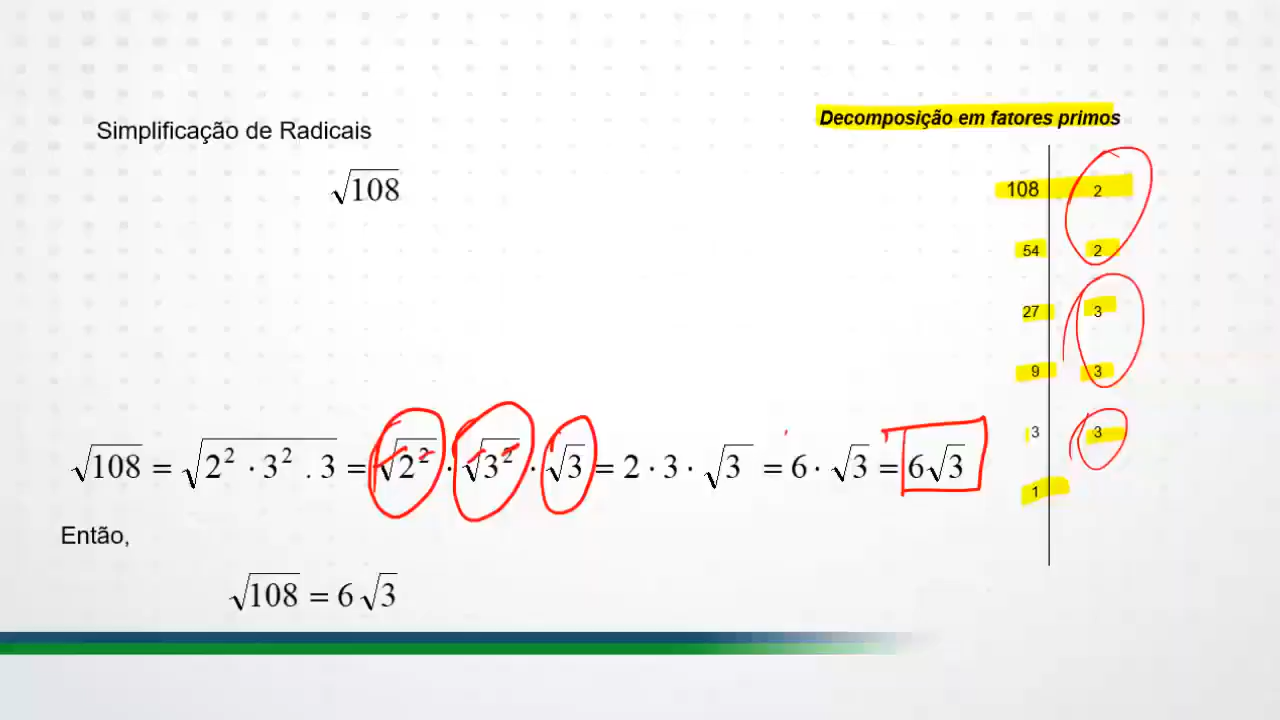 Simplificação de Radicais
√108
Decomposição em fatores primos
108 | 2
54 | 2
27 | 3
9 | 3
3 | 3
1 |
√108 = √(2² · 3² . 3) = √2² · √3² · √3 = 2 · 3 · √3 = 6 · √3 = 6√3
Então,
√108 = 6√3